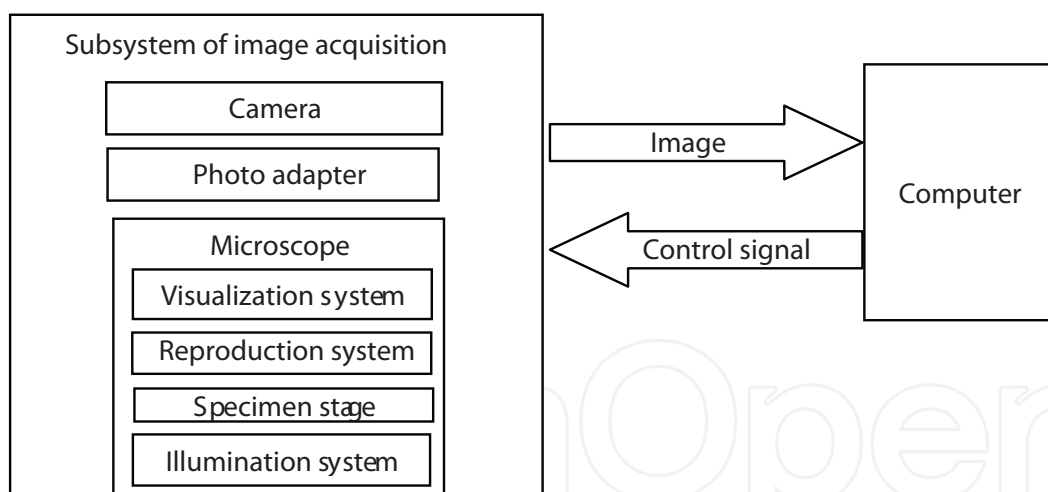 Subsystem of image acquisition
Camera
Photo adapter
Microscope
Visualization system
Reproduction system
Specimen stage
Illumination system
Image
Control signal
Computer
nOpen